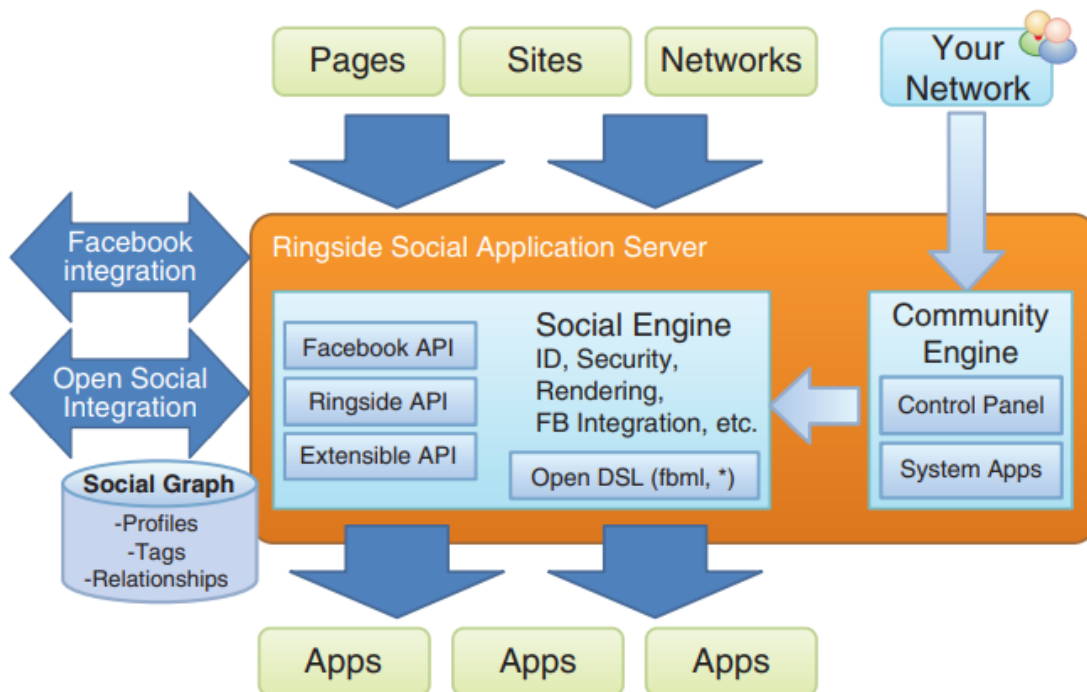 Pages
Sites
Networks
Your
Network
Facebook
integration
Open Social
Integration
Social Graph
-Profiles
-Tags
-Relationships
Ringside Social Application Server
Facebook API
Ringside API
Extensible API
Social Engine
ID, Security,
Rendering,
FB Integration, etc.
Open DSL (fbml, *)
Community
Engine
Control Panel
System Apps
Apps
Apps
Apps